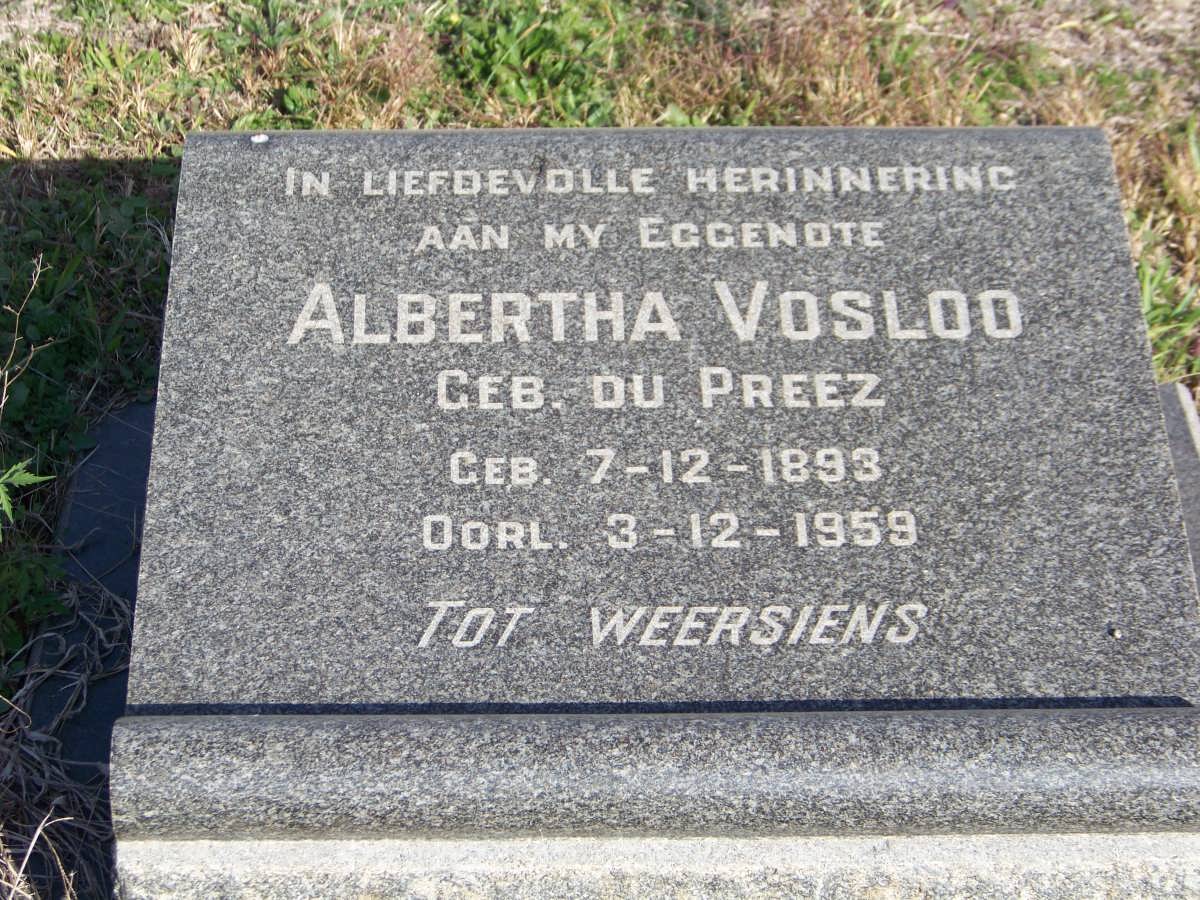 IN LIEFDEVOLLE HERINNERING
AAN MY EGGENOTE
ALBERTHA VOSLOO
GEB. DU PREEZ
GEB. 7-12-1893
OORL. 3-12-1959
TOT WEERSIENS